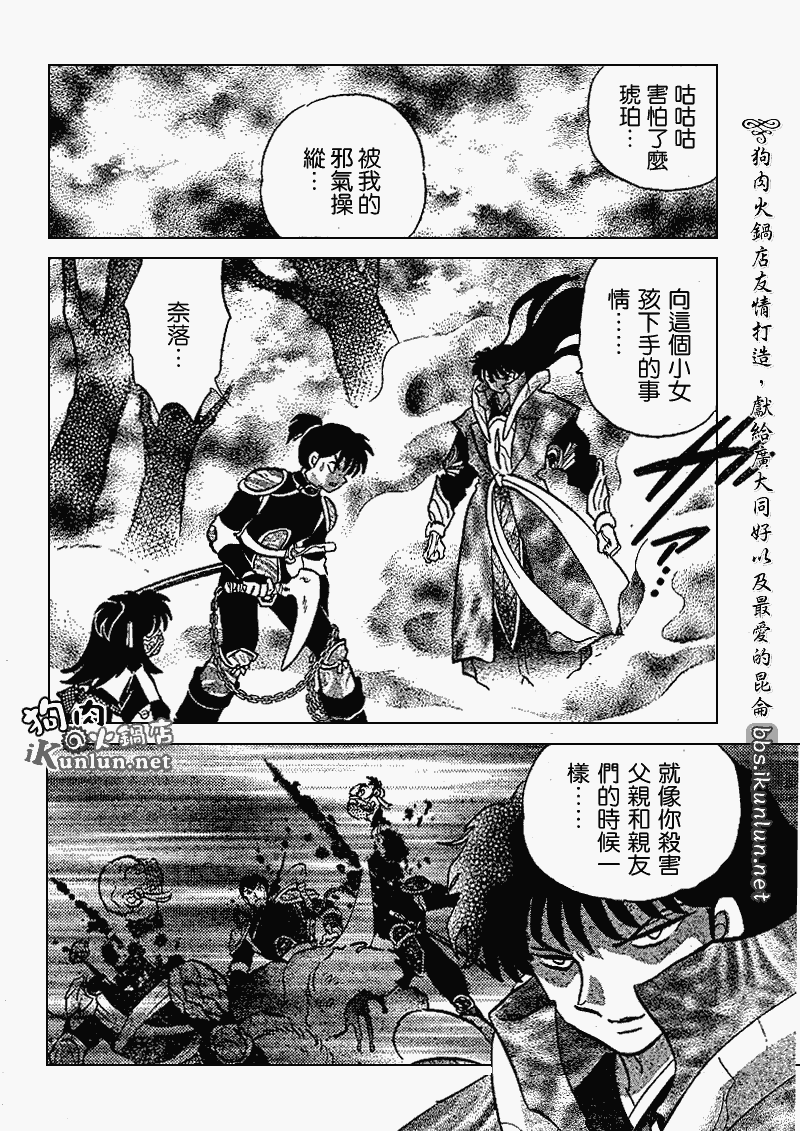 咕咕咕
害怕了麼
琥珀…
被我的
邪氣操
縱…
向這個小女
孩下手的事
情……
奈落…
就像你殺害
父親和親友
們的時候一
樣……
狗肉火鍋店友情打造，獻給廣大同好以及最愛的昆侖
bbs.ikunlun.net
狗肉
火鍋店
iKunlun.net